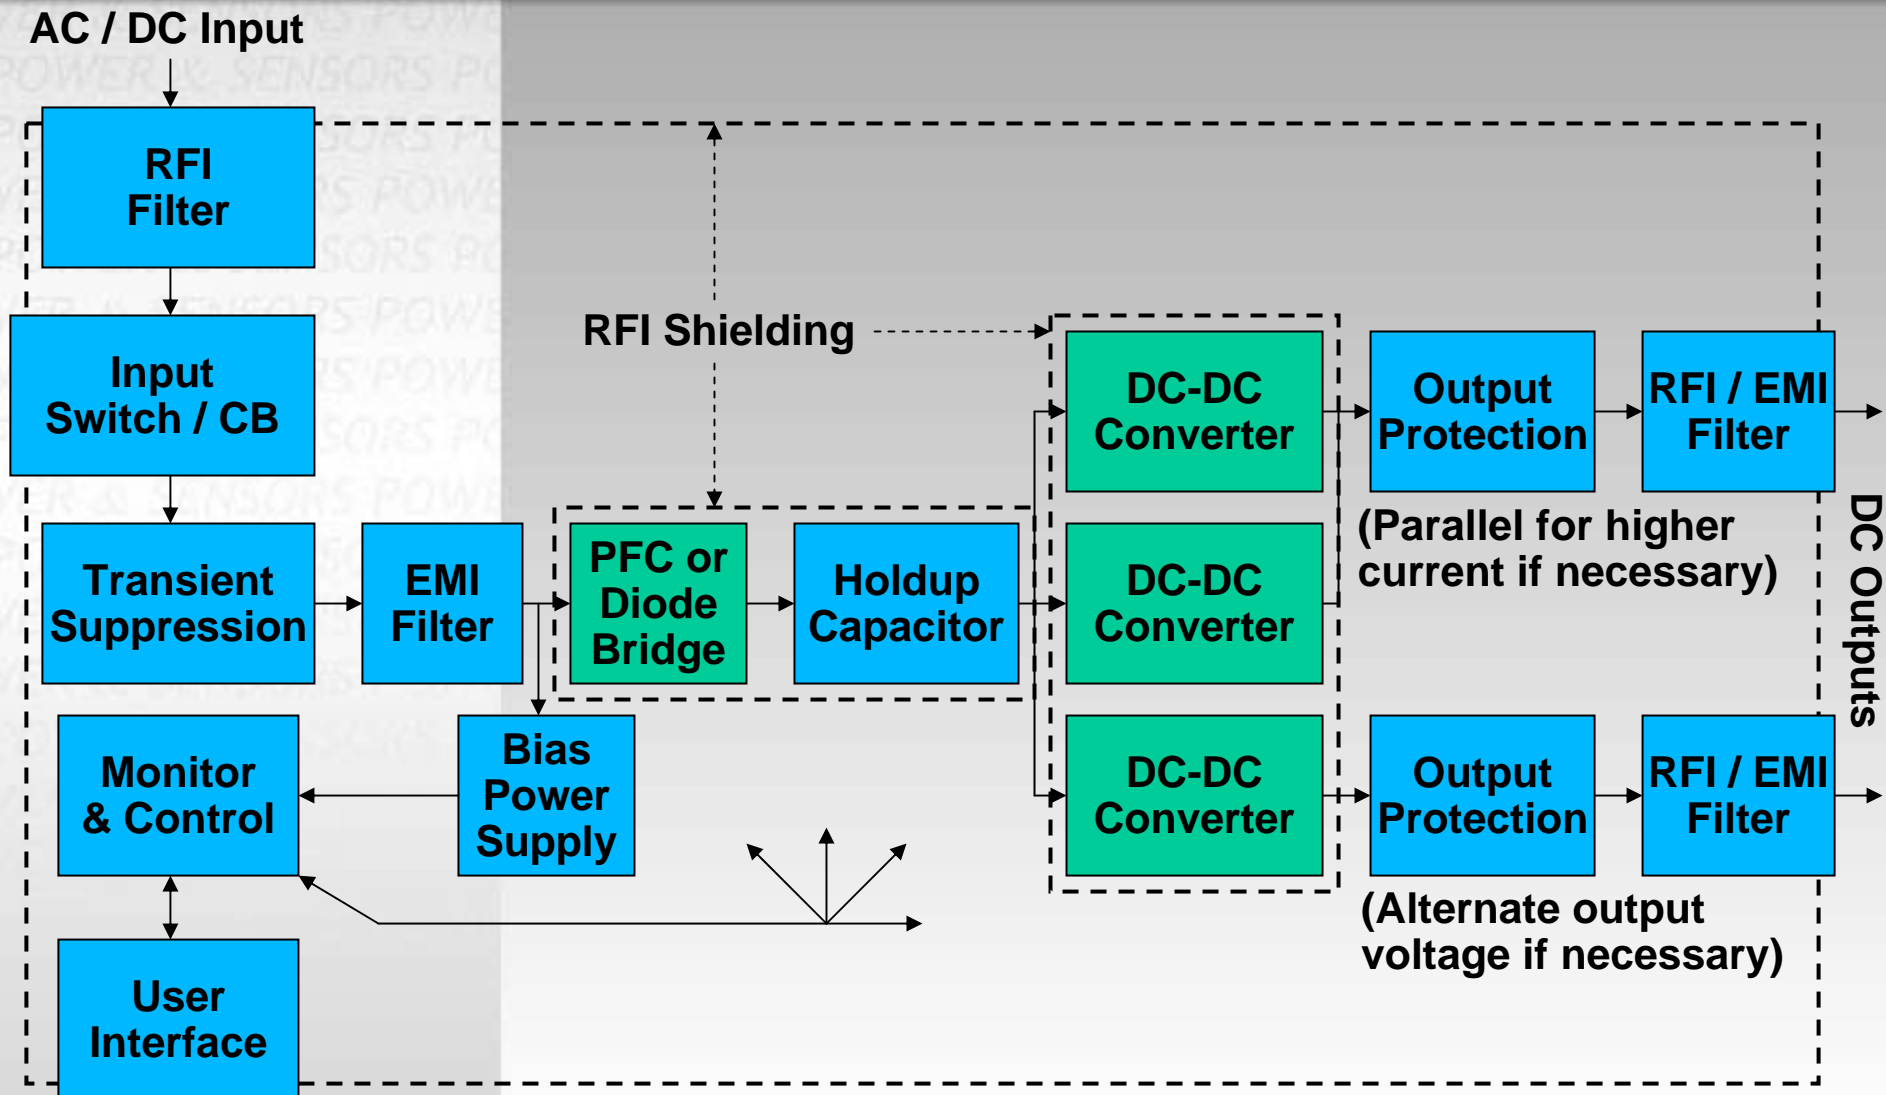 AC / DC Input
RFI
Filter
Input
Switch / CB
RFI Shielding
DC-DC
Converter
Output
Protection
RFI / EMI
Filter
(Parallel for higher
current if necessary)
DC Outputs
Transient
Suppression
EMI
Filter
PFC or
Diode
Bridge
Holdup
Capacitor
DC-DC
Converter
Monitor
& Control
Bias
Power
Supply
DC-DC
Converter
Output
Protection
RFI / EMI
Filter
(Alternate output
voltage if necessary)
User
Interface